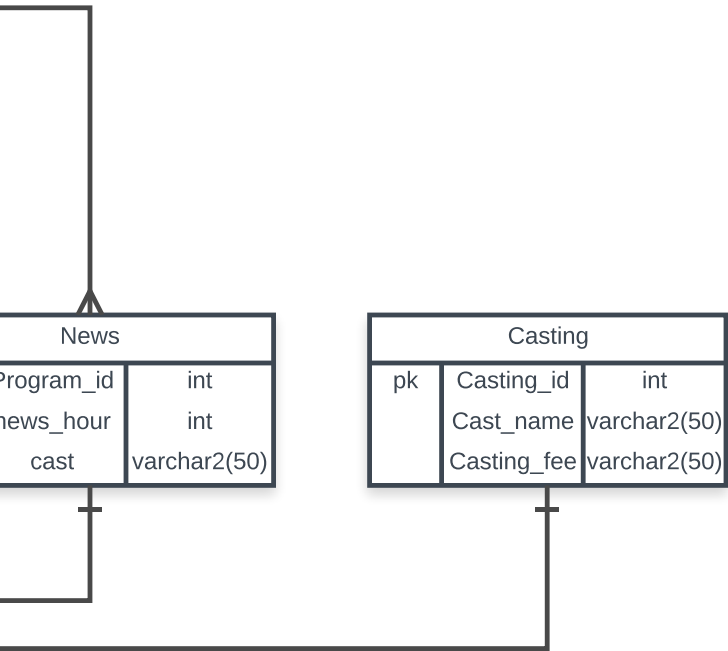 News
Program_id int
news_hour int
cast varchar2(50)
Casting
pk Casting_id int
Cast_name varchar2(50)
Casting_fee varchar2(50)